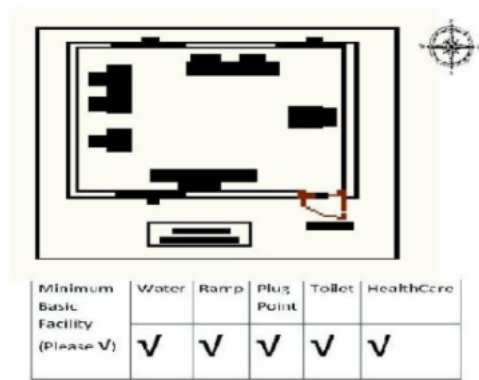 Minimum Basic Facility (Please √) Water Ramp Plug Point Toilet HealthCare
√ √ √ √ √